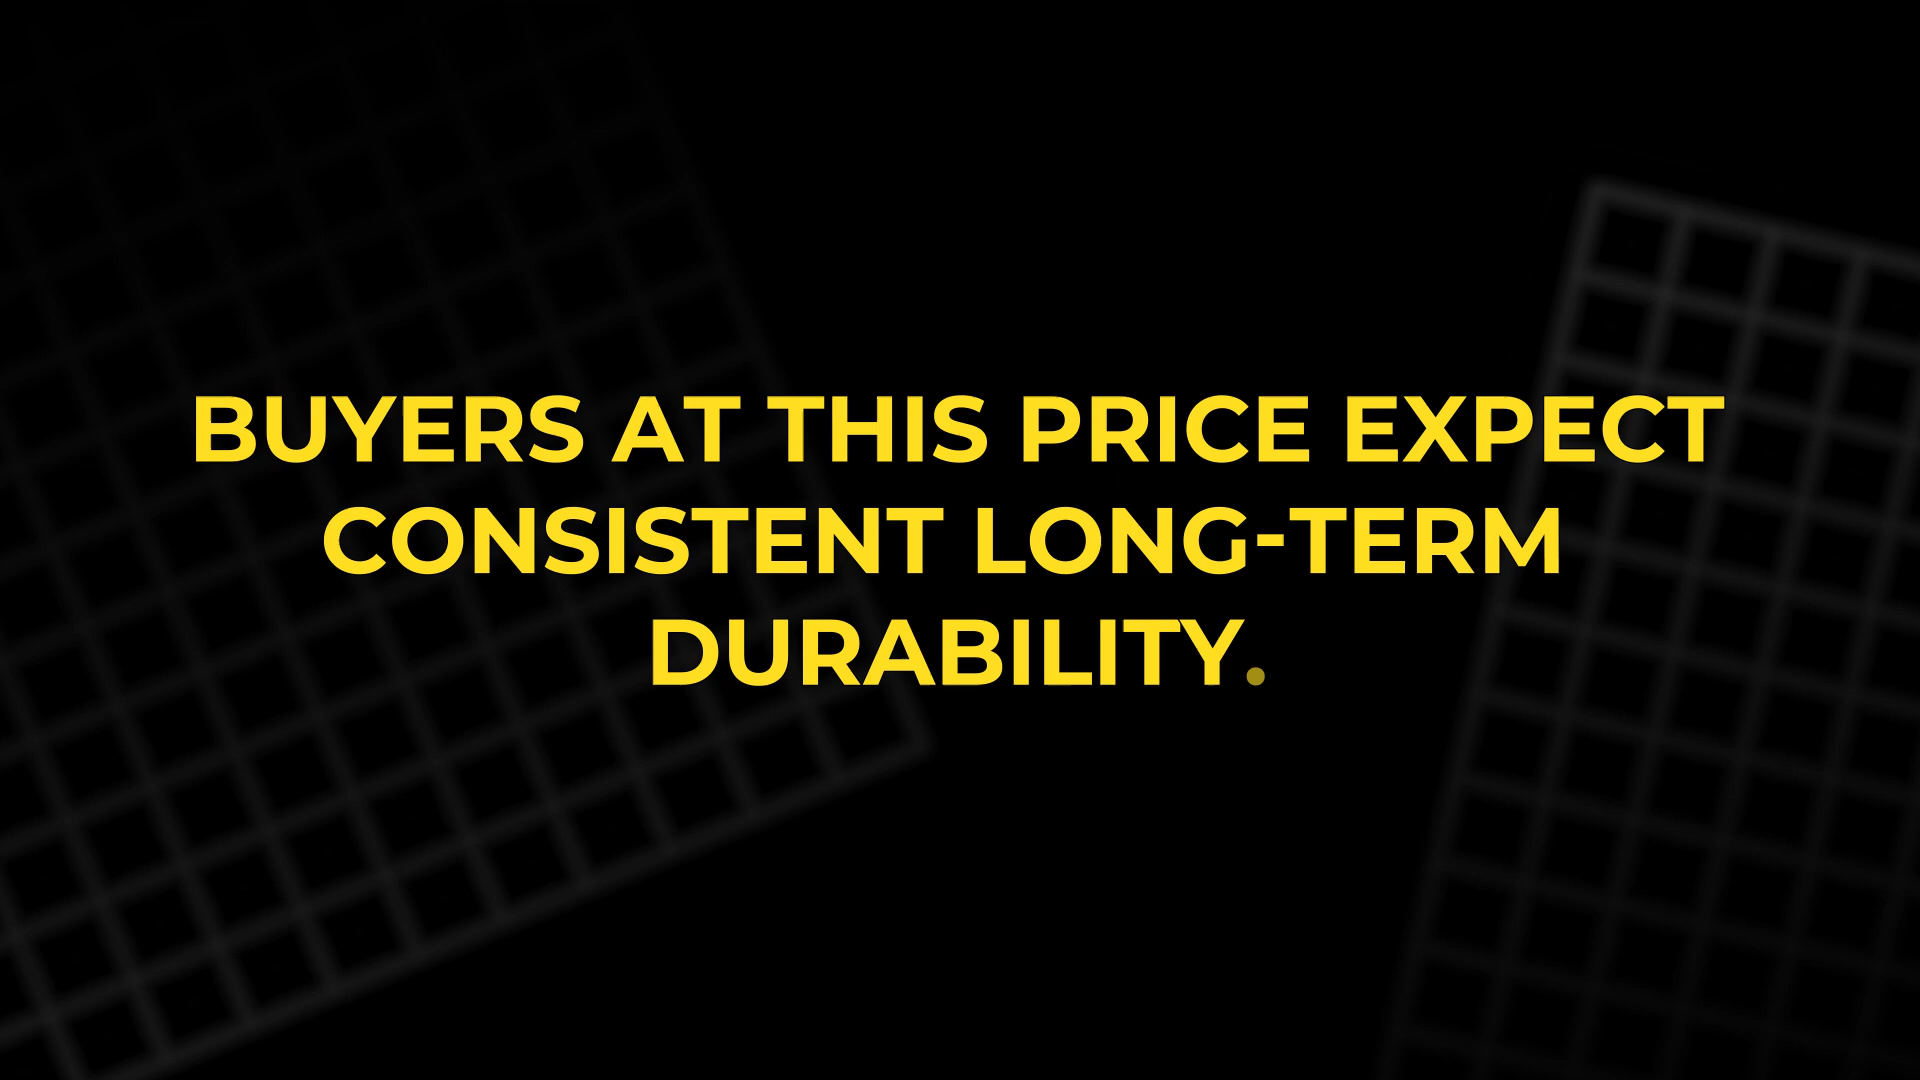 BUYERS AT THIS PRICE EXPECT
CONSISTENT LONG-TERM
DURABILITY.